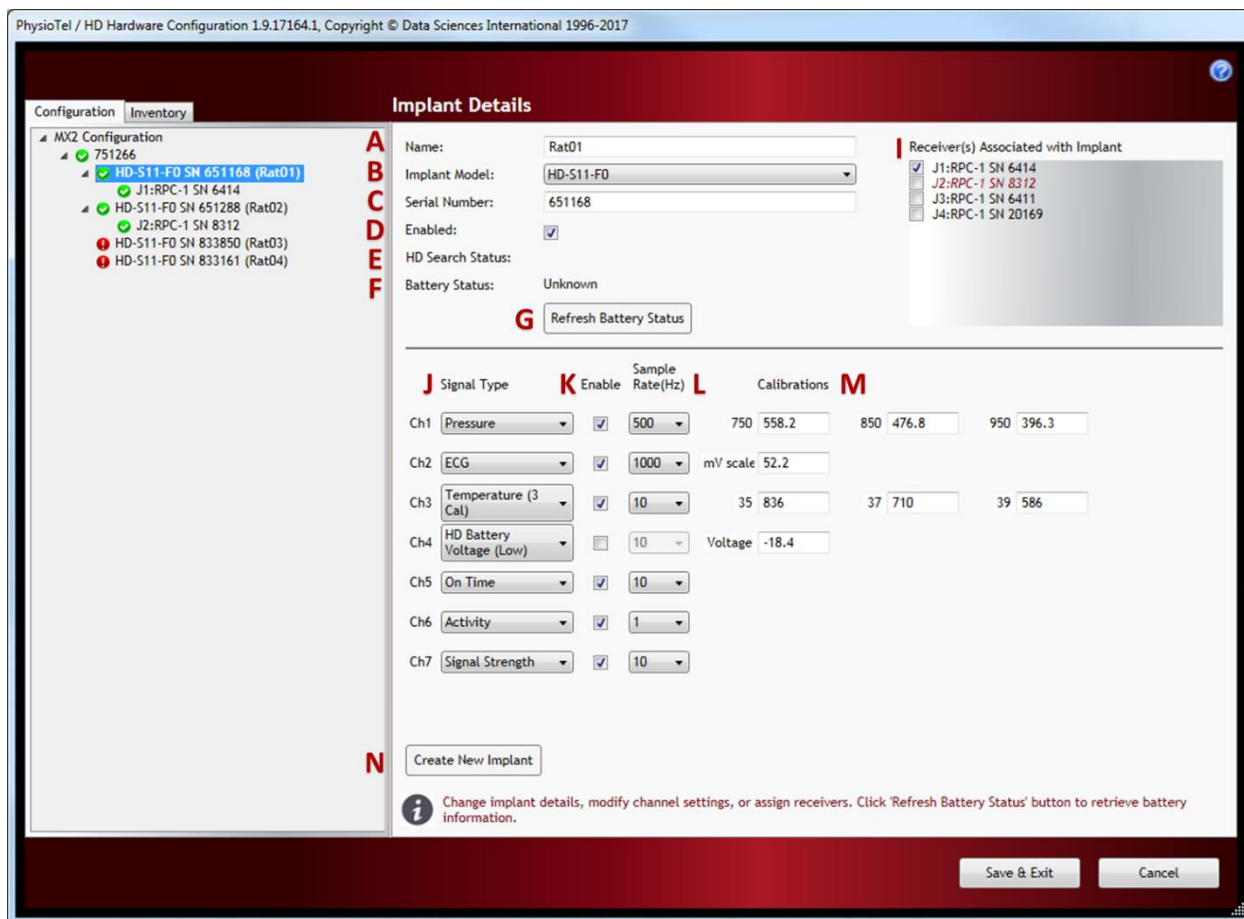 PhysioTel / HD Hardware Configuration 1.9.17164.1, Copyright © Data Sciences International 1996-2017
?
Configuration Inventory
Implant Details
MX2 Configuration
751266
HD-S11-F0 SN 651168 (Rat01)
J1:RPC-1 SN 6414
HD-S11-F0 SN 651288 (Rat02)
J2:RPC-1 SN 8312
HD-S11-F0 SN 833850 (Rat03)
HD-S11-F0 SN 833161 (Rat04)
A Name: Rat01
B Implant Model: HD-S11-F0
C Serial Number: 651168
D Enabled:
E HD Search Status:
F Battery Status: Unknown
G Refresh Battery Status
I Receiver(s) Associated with Implant
J1:RPC-1 SN 6414
J2:RPC-1 SN 8312
J3:RPC-1 SN 6411
J4:RPC-1 SN 20169
J Signal Type K Enable Sample Rate(Hz) L Calibrations M
Ch1 Pressure 500 750 558.2 850 476.8 950 396.3
Ch2 ECG 1000 mV scale 52.2
Ch3 Temperature (3 Cal) 10 35 836 37 710 39 586
Ch4 HD Battery Voltage (Low) 10 Voltage -18.4
Ch5 On Time 10
Ch6 Activity 1
Ch7 Signal Strength 10
N Create New Implant
i Change implant details, modify channel settings, or assign receivers. Click 'Refresh Battery Status' button to retrieve battery
information.
Save & Exit Cancel